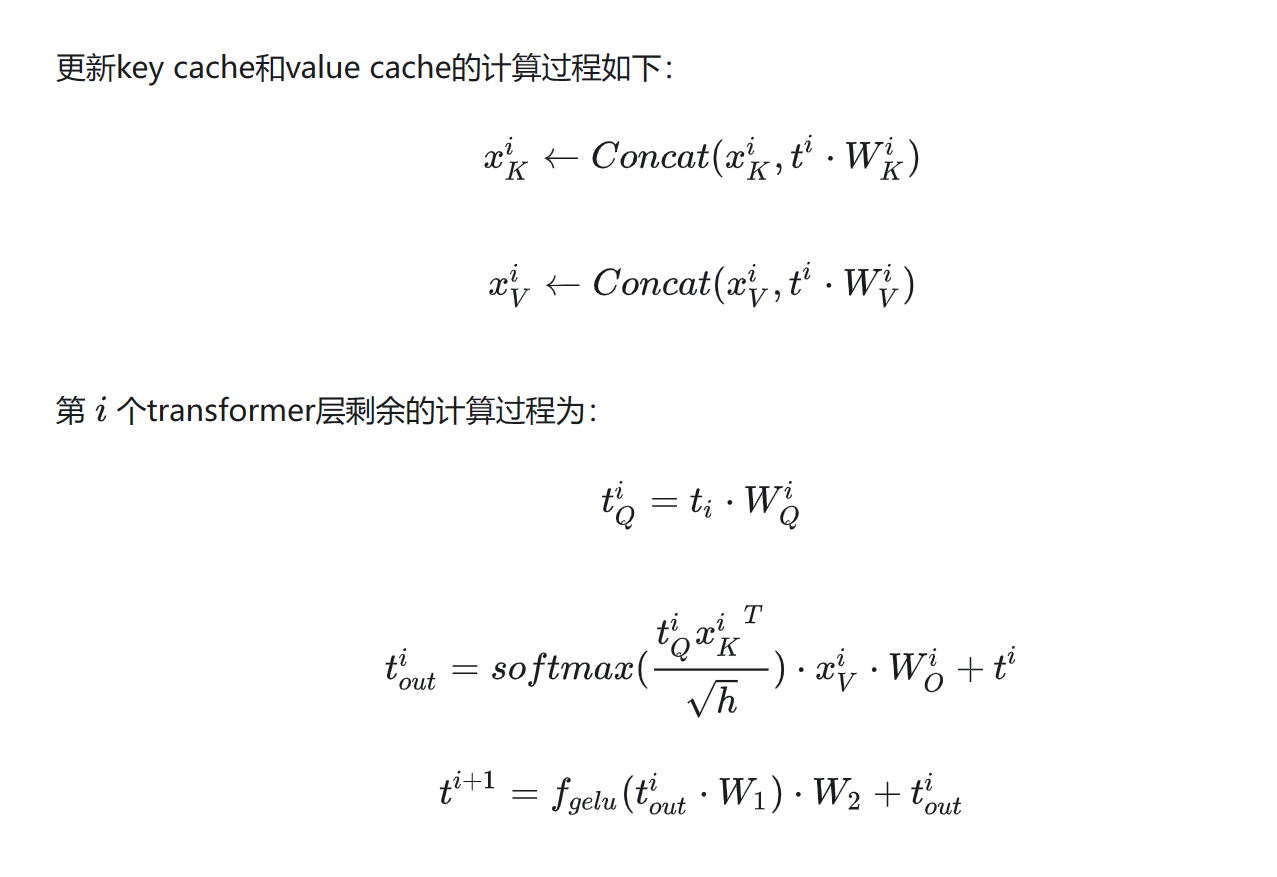 更新key cache和value cache的计算过程如下：
$x_K^i \leftarrow Concat(x_K^i, t^i \cdot W_K^i)$
$x_V^i \leftarrow Concat(x_V^i, t^i \cdot W_V^i)$
第 $i$ 个transformer层剩余的计算过程为：
$t_Q^i = t_i \cdot W_Q^i$
$t_{out}^i = softmax(\frac{t_Q^i {x_K^i}^T}{\sqrt{h}}) \cdot x_V^i \cdot W_O^i + t^i$
$t^{i+1} = f_{gelu}(t_{out}^i \cdot W_1) \cdot W_2 + t_{out}^i$